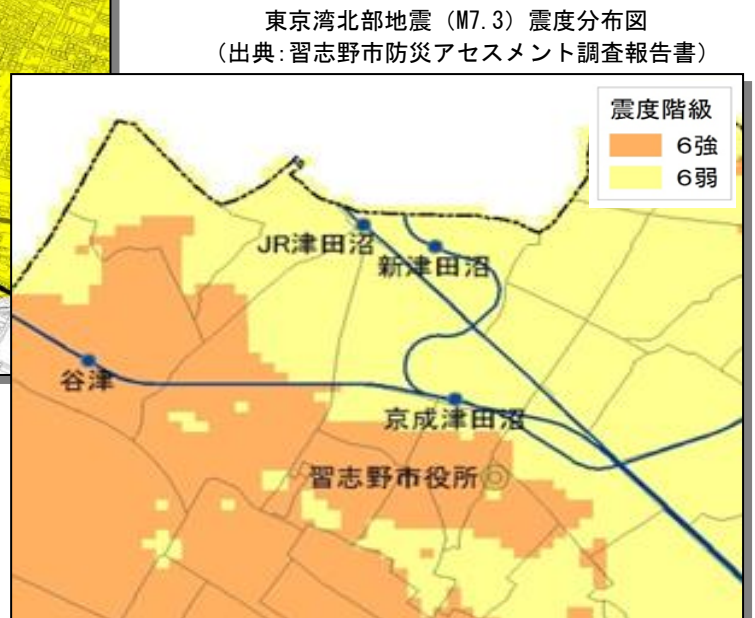 東京湾北部地震（M7.3）震度分布図
（出典:習志野市防災アセスメント調査報告書）
震度階級
6強
6弱
JR津田沼
新津田沼
谷津
京成津田沼
習志野市役所